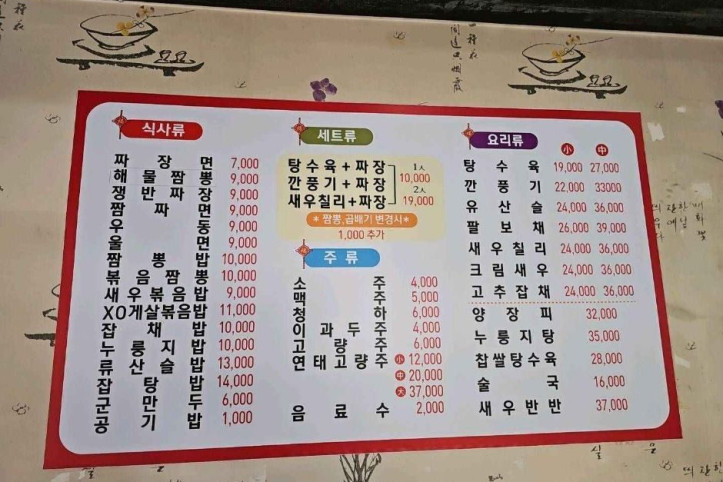 식사류
짜장면 7,000
해물짬뽕 9,000
쟁반짜장 9,000
짬짜면 9,000
우동 9,000
울면 9,000
짬뽕밥 10,000
볶음짬뽕 10,000
새우볶음밥 9,000
XO게살볶음밥 11,000
잡채밥 10,000
누룽지밥 10,000
류산슬밥 13,000
잡탕밥 14,000
군만두 6,000
공기밥 1,000
세트류
탕수육+짜장
깐풍기+짜장
새우칠리+짜장
1人
10,000
2人
19,000
* 짬뽕,곱빼기 변경시*
1,000 추가
주류
소주 4,000
맥주 5,000
청하 6,000
이과두주 4,000
고량주 6,000
연태고량주 小 12,000
中 20,000
大 37,000
음료수 2,000
요리류
小 中
탕수육 19,000 27,000
깐풍기 22,000 33000
유산슬 24,000 36,000
팔보채 26,000 39,000
새우칠리 24,000 36,000
크림새우 24,000 36,000
고추잡채 24,000 36,000
양장피 32,000
누룽지탕 35,000
찹쌀탕수육 28,000
술국 16,000
새우반반 37,000